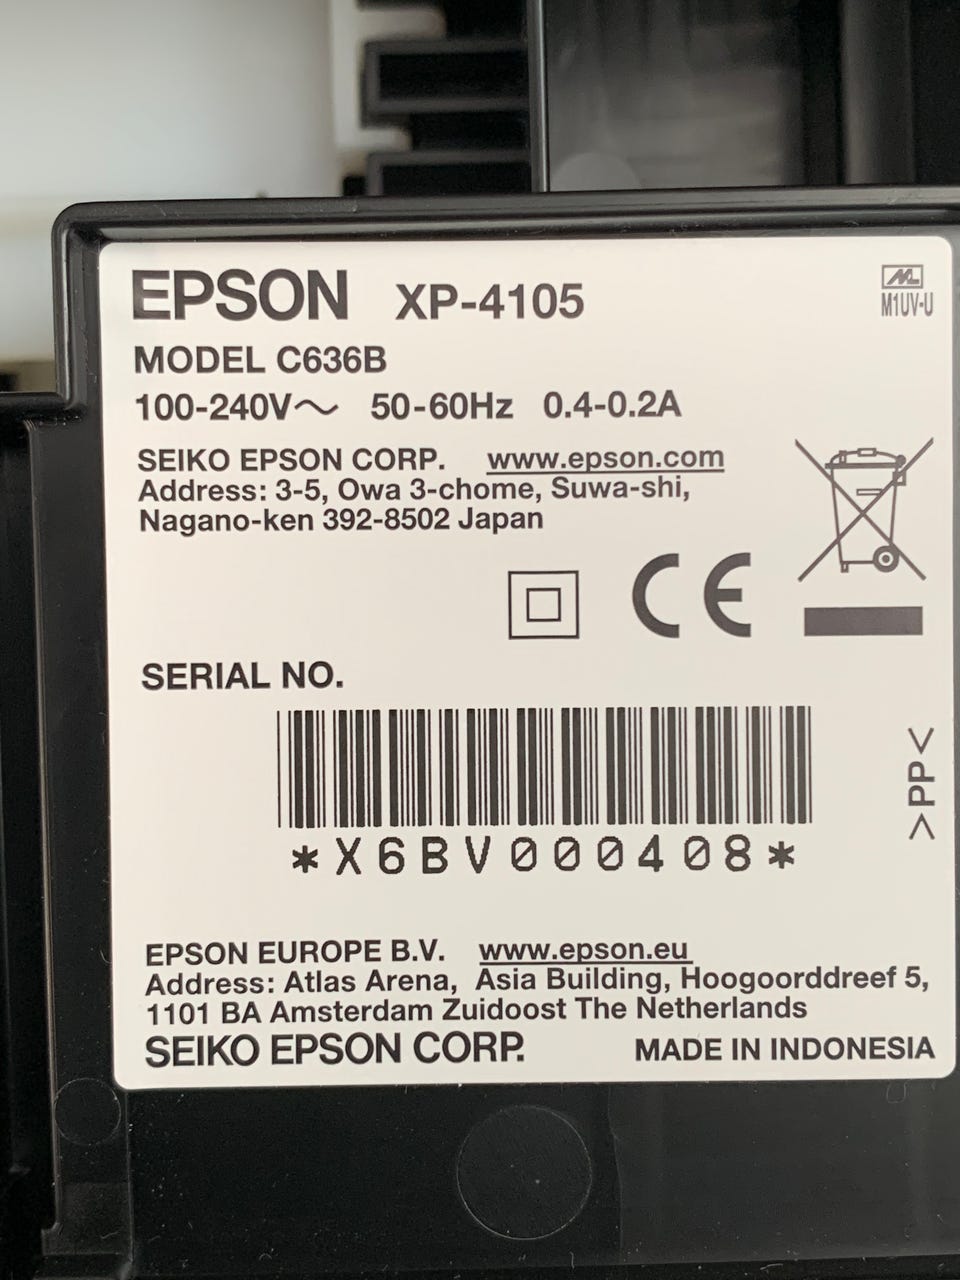 EPSON XP-4105
ML
M1UV-U
MODEL C636B
100-240V~ 50-60Hz 0.4-0.2A
SEIKO EPSON CORP. www.epson.com
Address: 3-5, Owa 3-chome, Suwa-shi,
Nagano-ken 392-8502 Japan
CE
SERIAL NO.
*X6BV000408*
>PP<
EPSON EUROPE B.V. www.epson.eu
Address: Atlas Arena, Asia Building, Hoogoorddreef 5,
1101 BA Amsterdam Zuidoost The Netherlands
SEIKO EPSON CORP. MADE IN INDONESIA